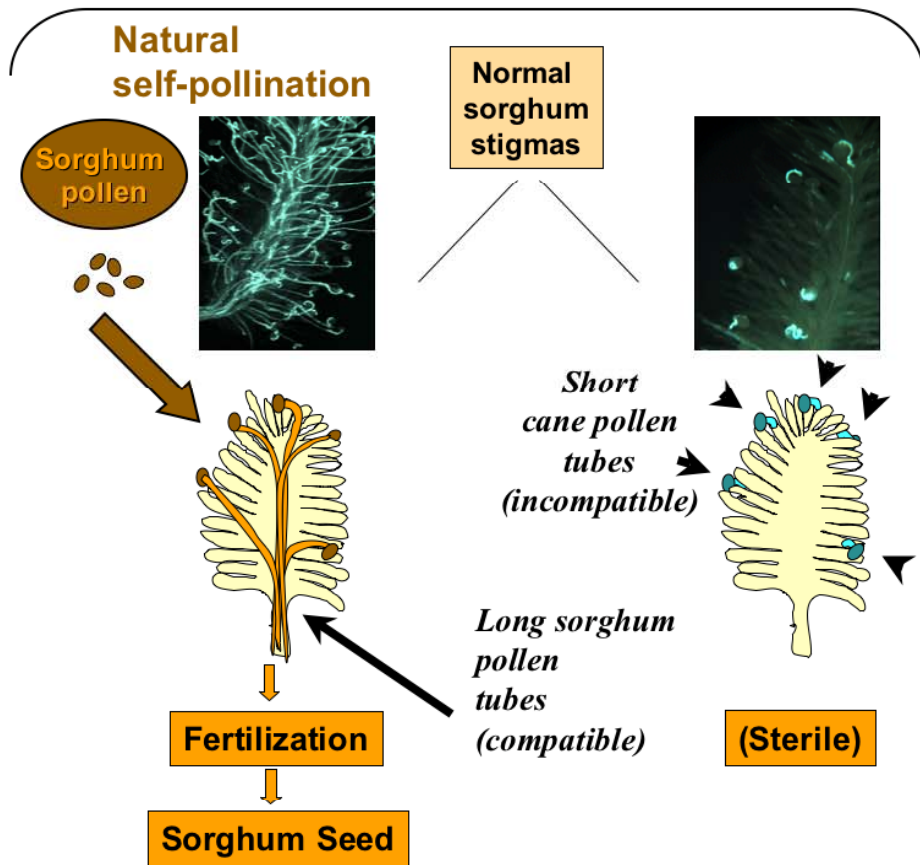 Natural
self-pollination
Normal
sorghum
stigmas
Sorghum
pollen
Short
cane pollen
tubes
(incompatible)
Long sorghum
pollen
tubes
(compatible)
Fertilization
(Sterile)
Sorghum Seed